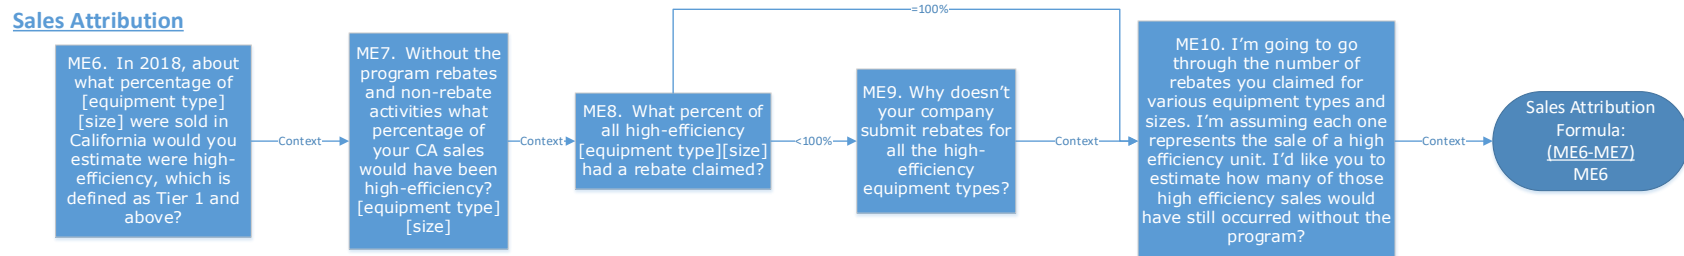 Sales Attribution
ME6. In 2018, about
what percentage of
[equipment type]
[size] were sold in
California would you
estimate were high-
efficiency, which is
defined as Tier 1 and
above?
Context
ME7. Without the
program rebates
and non-rebate
activities what
percentage of
your CA sales
would have been
high-efficiency?
[equipment type]
[size]
Context
ME8. What percent of
all high-efficiency
[equipment type][size]
had a rebate claimed?
=100%
<100%
ME9. Why doesn’t
your company
submit rebates for
all the high-
efficiency
equipment types?
Context
ME10. I’m going to go
through the number of
rebates you claimed for
various equipment types and
sizes. I’m assuming each one
represents the sale of a high
efficiency unit. I’d like you to
estimate how many of those
high efficiency sales would
have still occurred without the
program?
Context
Sales Attribution
Formula:
(ME6-ME7)
ME6